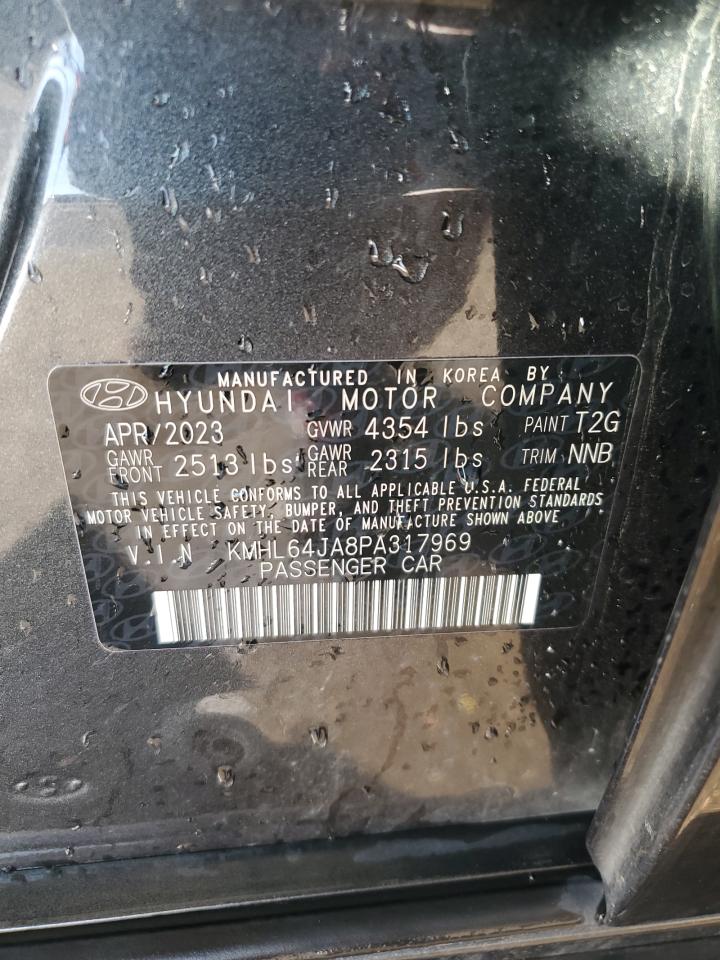 MANUFACTURED IN KOREA BY:
HYUNDAI MOTOR COMPANY
APR/2023 GVWR 4354 lbs PAINT T2G
GAWR FRONT 2513 lbs GAWR REAR 2315 lbs TRIM NNB
THIS VEHICLE CONFORMS TO ALL APPLICABLE U.S.A. FEDERAL
MOTOR VEHICLE SAFETY, BUMPER, AND THEFT PREVENTION STANDARDS
IN EFFECT ON THE DATE OF MANUFACTURE SHOWN ABOVE
V.I.N KMHL64JA8PA317969
PASSENGER CAR